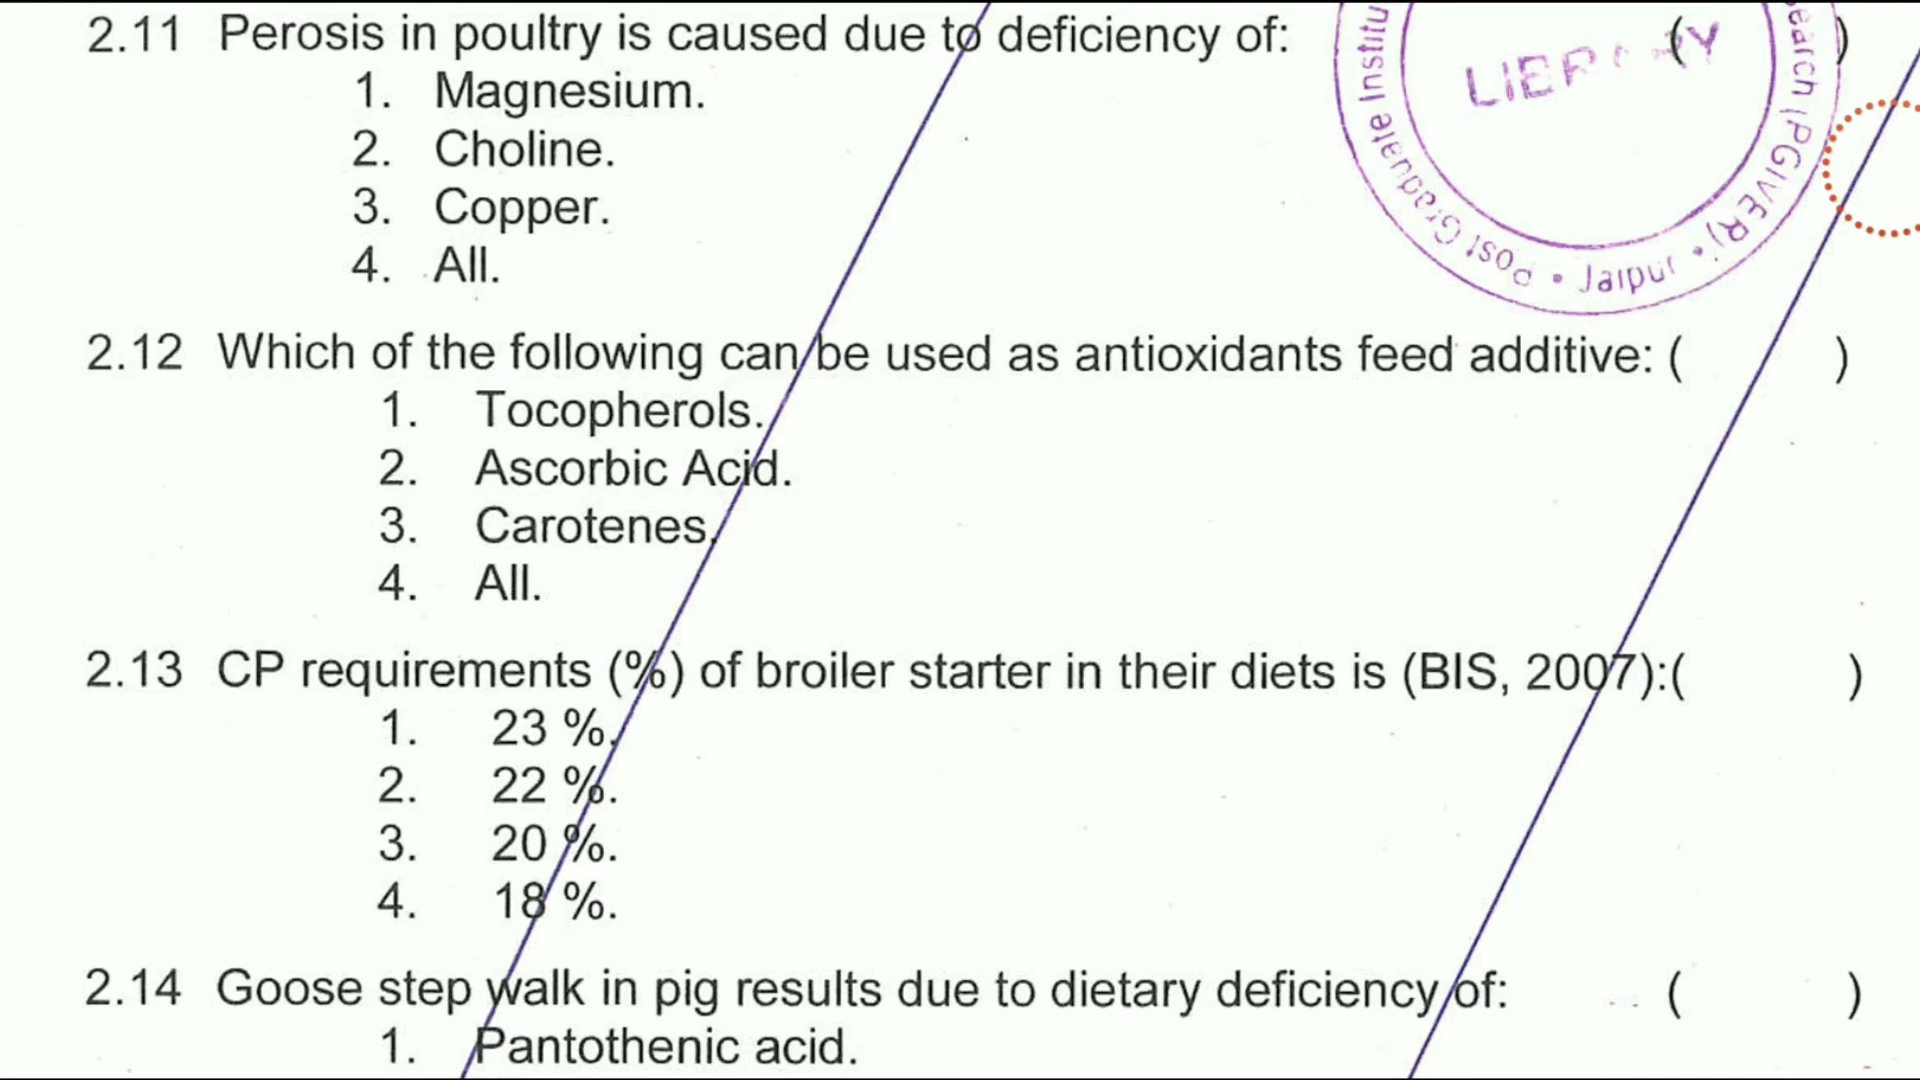 2.11 Perosis in poultry is caused due to deficiency of: ( )
1. Magnesium.
2. Choline.
3. Copper.
4. All.
2.12 Which of the following can be used as antioxidants feed additive: ( )
1. Tocopherols.
2. Ascorbic Acid.
3. Carotenes.
4. All.
2.13 CP requirements (%) of broiler starter in their diets is (BIS, 2007):( )
1. 23 %.
2. 22 %.
3. 20 %.
4. 18 %.
2.14 Goose step walk in pig results due to dietary deficiency of: ( )
1. Pantothenic acid.
Post Graduate
(PGIVER)
Jaipur